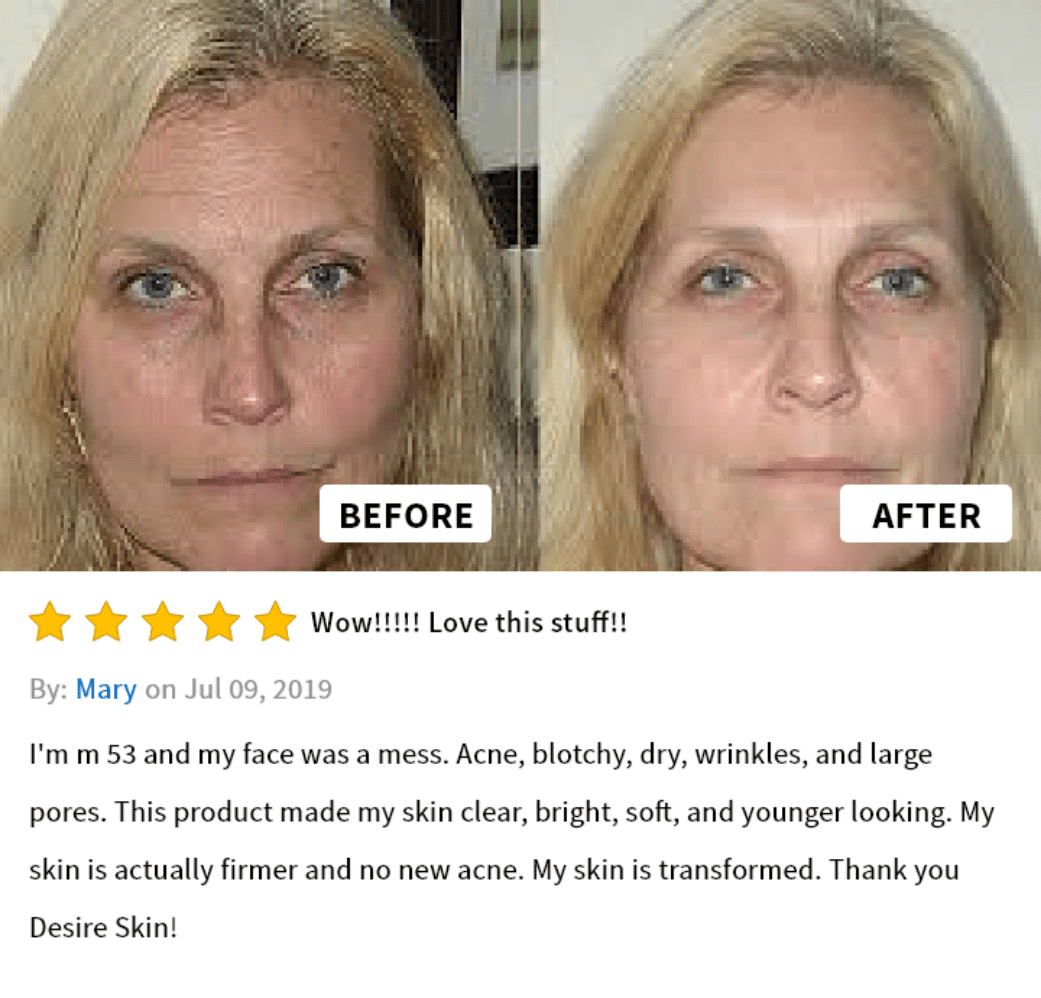 BEFORE
AFTER
Wow!!!!! Love this stuff!!
By: Mary on Jul 09, 2019
I'm m 53 and my face was a mess. Acne, blotchy, dry, wrinkles, and large
pores. This product made my skin clear, bright, soft, and younger looking. My
skin is actually firmer and no new acne. My skin is transformed. Thank you
Desire Skin!